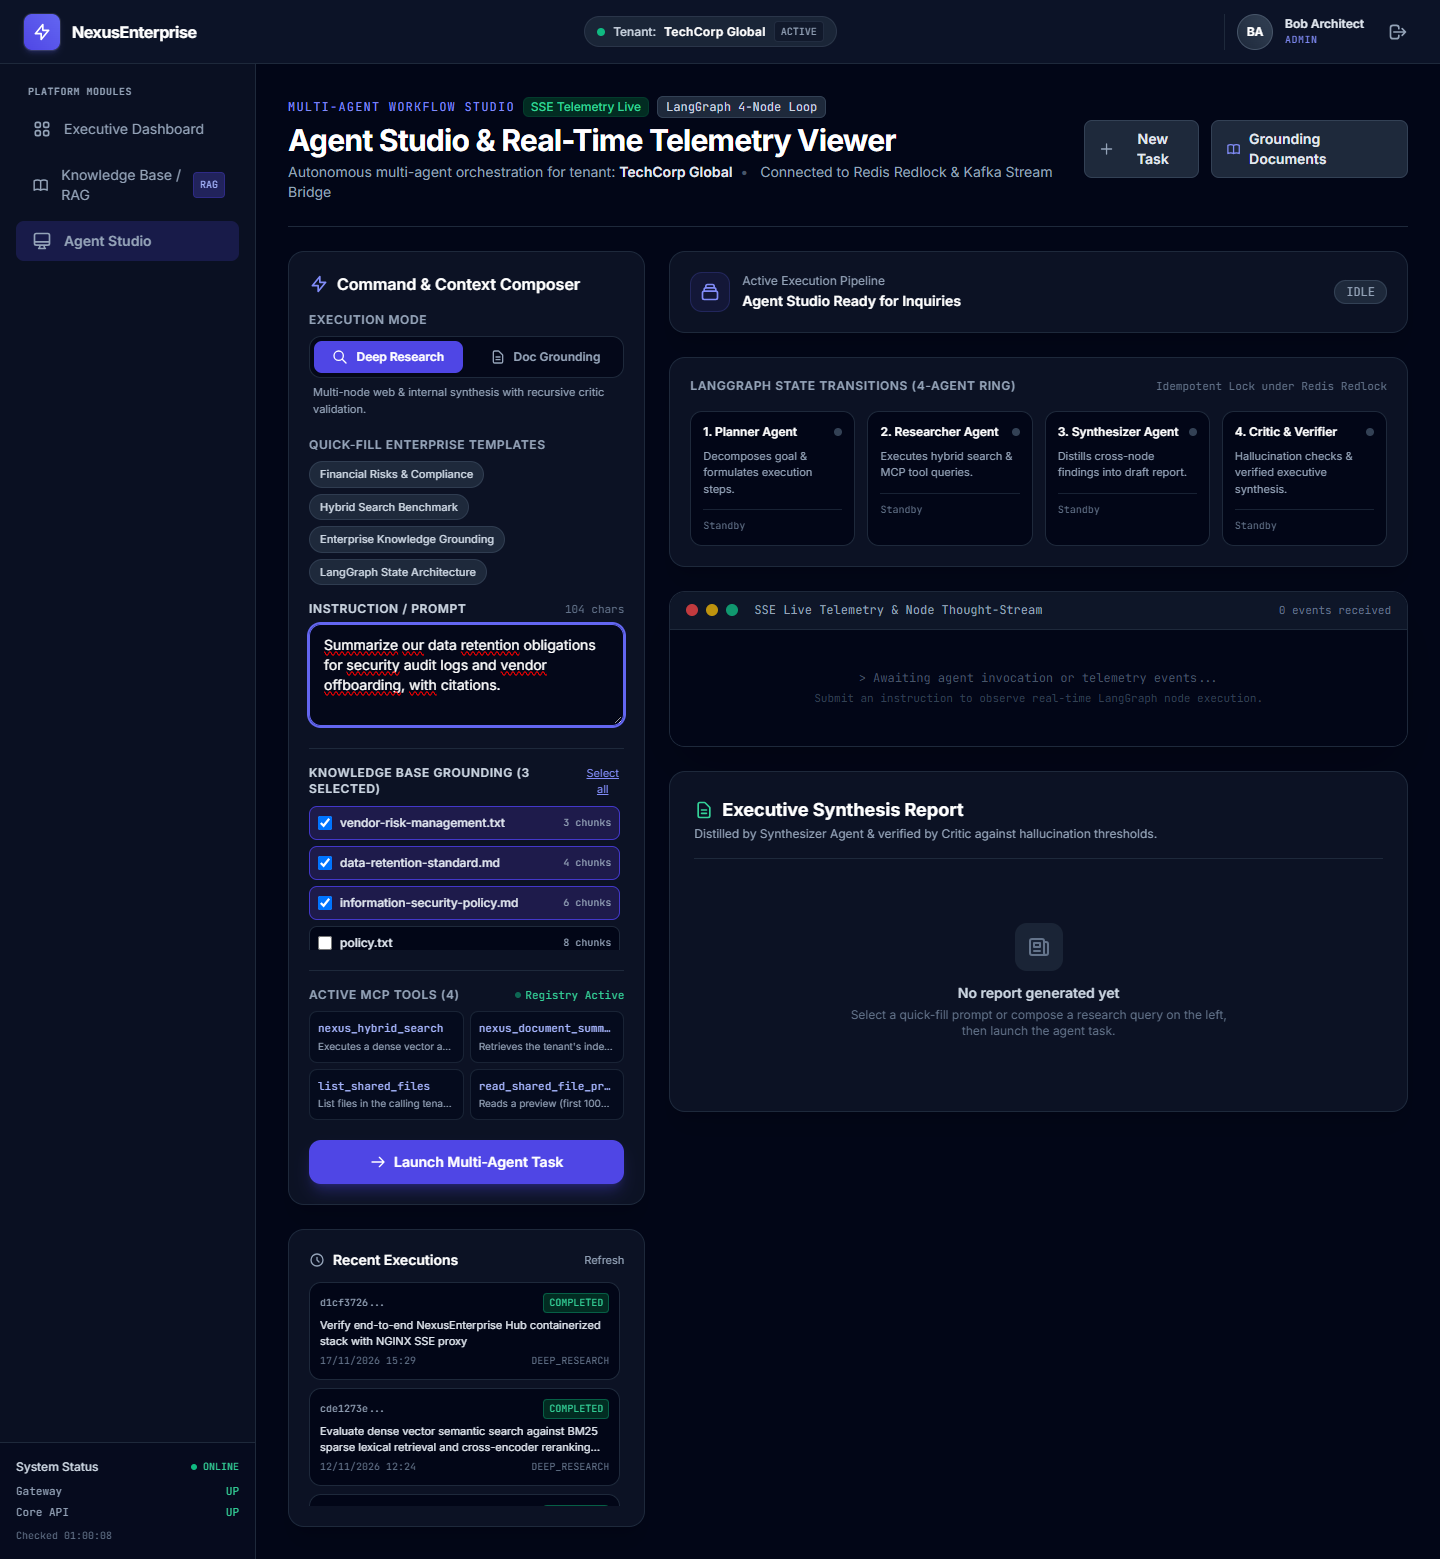 NexusEnterprise
Tenant: TechCorp Global ACTIVE
BA
Bob Architect
ADMIN
PLATFORM MODULES
Executive Dashboard
Knowledge Base /
RAG
RAG
Agent Studio
MULTI-AGENT WORKFLOW STUDIO
SSE Telemetry Live
LangGraph 4-Node Loop
Agent Studio & Real-Time Telemetry Viewer
Autonomous multi-agent orchestration for tenant: TechCorp Global • Connected to Redis Redlock & Kafka Stream
Bridge
New
Task
Grounding
Documents
Command & Context Composer
EXECUTION MODE
Deep Research
Doc Grounding
Multi-node web & internal synthesis with recursive critic
validation.
QUICK-FILL ENTERPRISE TEMPLATES
Financial Risks & Compliance
Hybrid Search Benchmark
Enterprise Knowledge Grounding
LangGraph State Architecture
INSTRUCTION / PROMPT
104 chars
Summarize our data retention obligations
for security audit logs and vendor
offboarding, with citations.
KNOWLEDGE BASE GROUNDING (3
SELECTED)
Select
all
vendor-risk-management.txt
3 chunks
data-retention-standard.md
4 chunks
information-security-policy.md
6 chunks
policy.txt
8 chunks
ACTIVE MCP TOOLS (4)
Registry Active
nexus_hybrid_search
Executes a dense vector a...
nexus_document_summ...
Retrieves the tenant's inde...
list_shared_files
List files in the calling tena...
read_shared_file_pr...
Reads a preview (first 100...
Launch Multi-Agent Task
Recent Executions
Refresh
d1cf3726...
COMPLETED
Verify end-to-end NexusEnterprise Hub containerized
stack with NGINX SSE proxy
17/11/2026 15:29
DEEP_RESEARCH
cde1273e...
COMPLETED
Evaluate dense vector semantic search against BM25
sparse lexical retrieval and cross-encoder reranking...
12/11/2026 12:24
DEEP_RESEARCH
Active Execution Pipeline
Agent Studio Ready for Inquiries
IDLE
LANGGRAPH STATE TRANSITIONS (4-AGENT RING)
Idempotent Lock under Redis Redlock
1. Planner Agent
Decomposes goal &
formulates execution
steps.
Standby
2. Researcher Agent
Executes hybrid search &
MCP tool queries.
Standby
3. Synthesizer Agent
Distills cross-node
findings into draft report.
Standby
4. Critic & Verifier
Hallucination checks &
verified executive
synthesis.
Standby
SSE Live Telemetry & Node Thought-Stream
0 events received
> Awaiting agent invocation or telemetry events...
Submit an instruction to observe real-time LangGraph node execution.
Executive Synthesis Report
Distilled by Synthesizer Agent & verified by Critic against hallucination thresholds.
No report generated yet
Select a quick-fill prompt or compose a research query on the left,
then launch the agent task.
System Status
ONLINE
Gateway
UP
Core API
UP
Checked 01:00:08